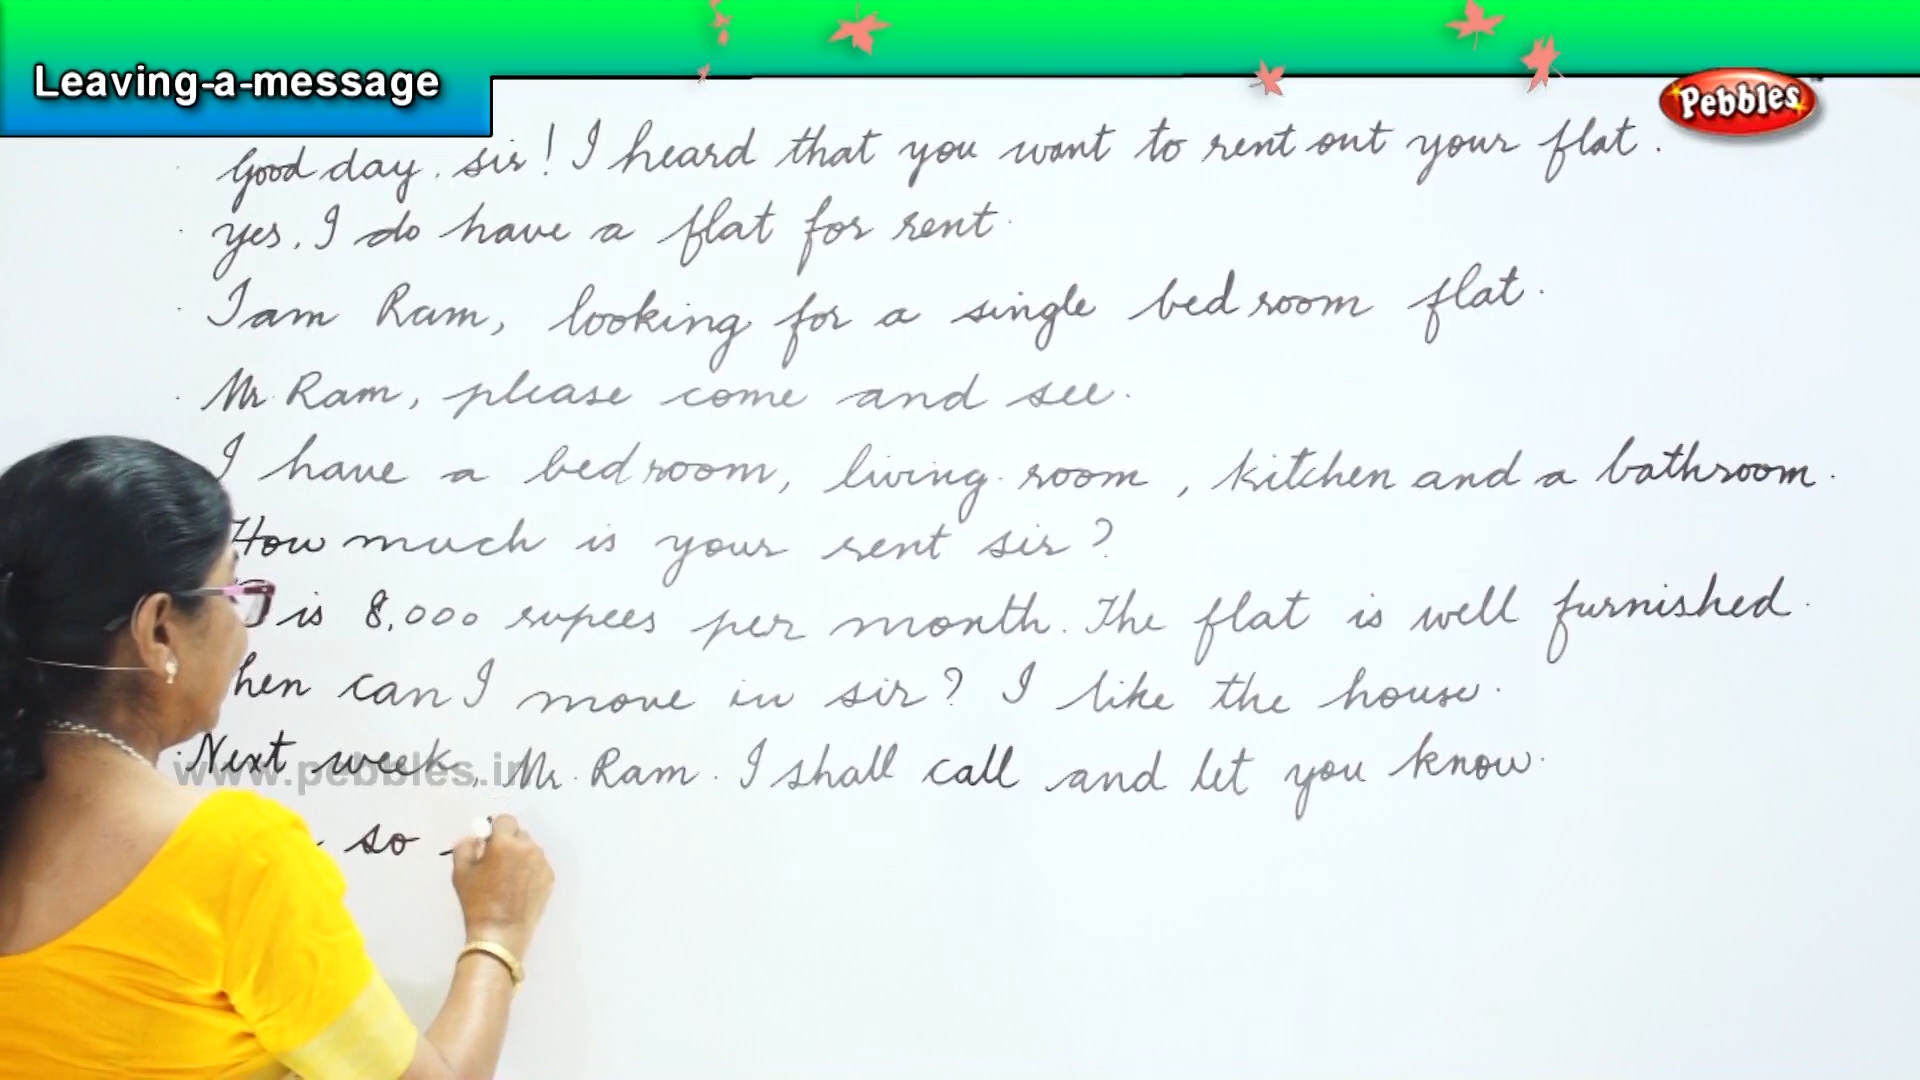 Leaving-a-message
Pebbles
Good day. sir! I heard that you want to rent out your flat.
yes, I do have a flat for rent.
I am Ram, looking for a single bed room flat.
Mr. Ram, please come and see.
I have a bedroom, living room, kitchen and a bathroom.
How much is your rent sir?
is 8,000 rupees per month. The flat is well furnished.
hen can I move in sir? I like the house.
Next week, Mr. Ram. I shall call and let you know.
www.pebbles.in
so